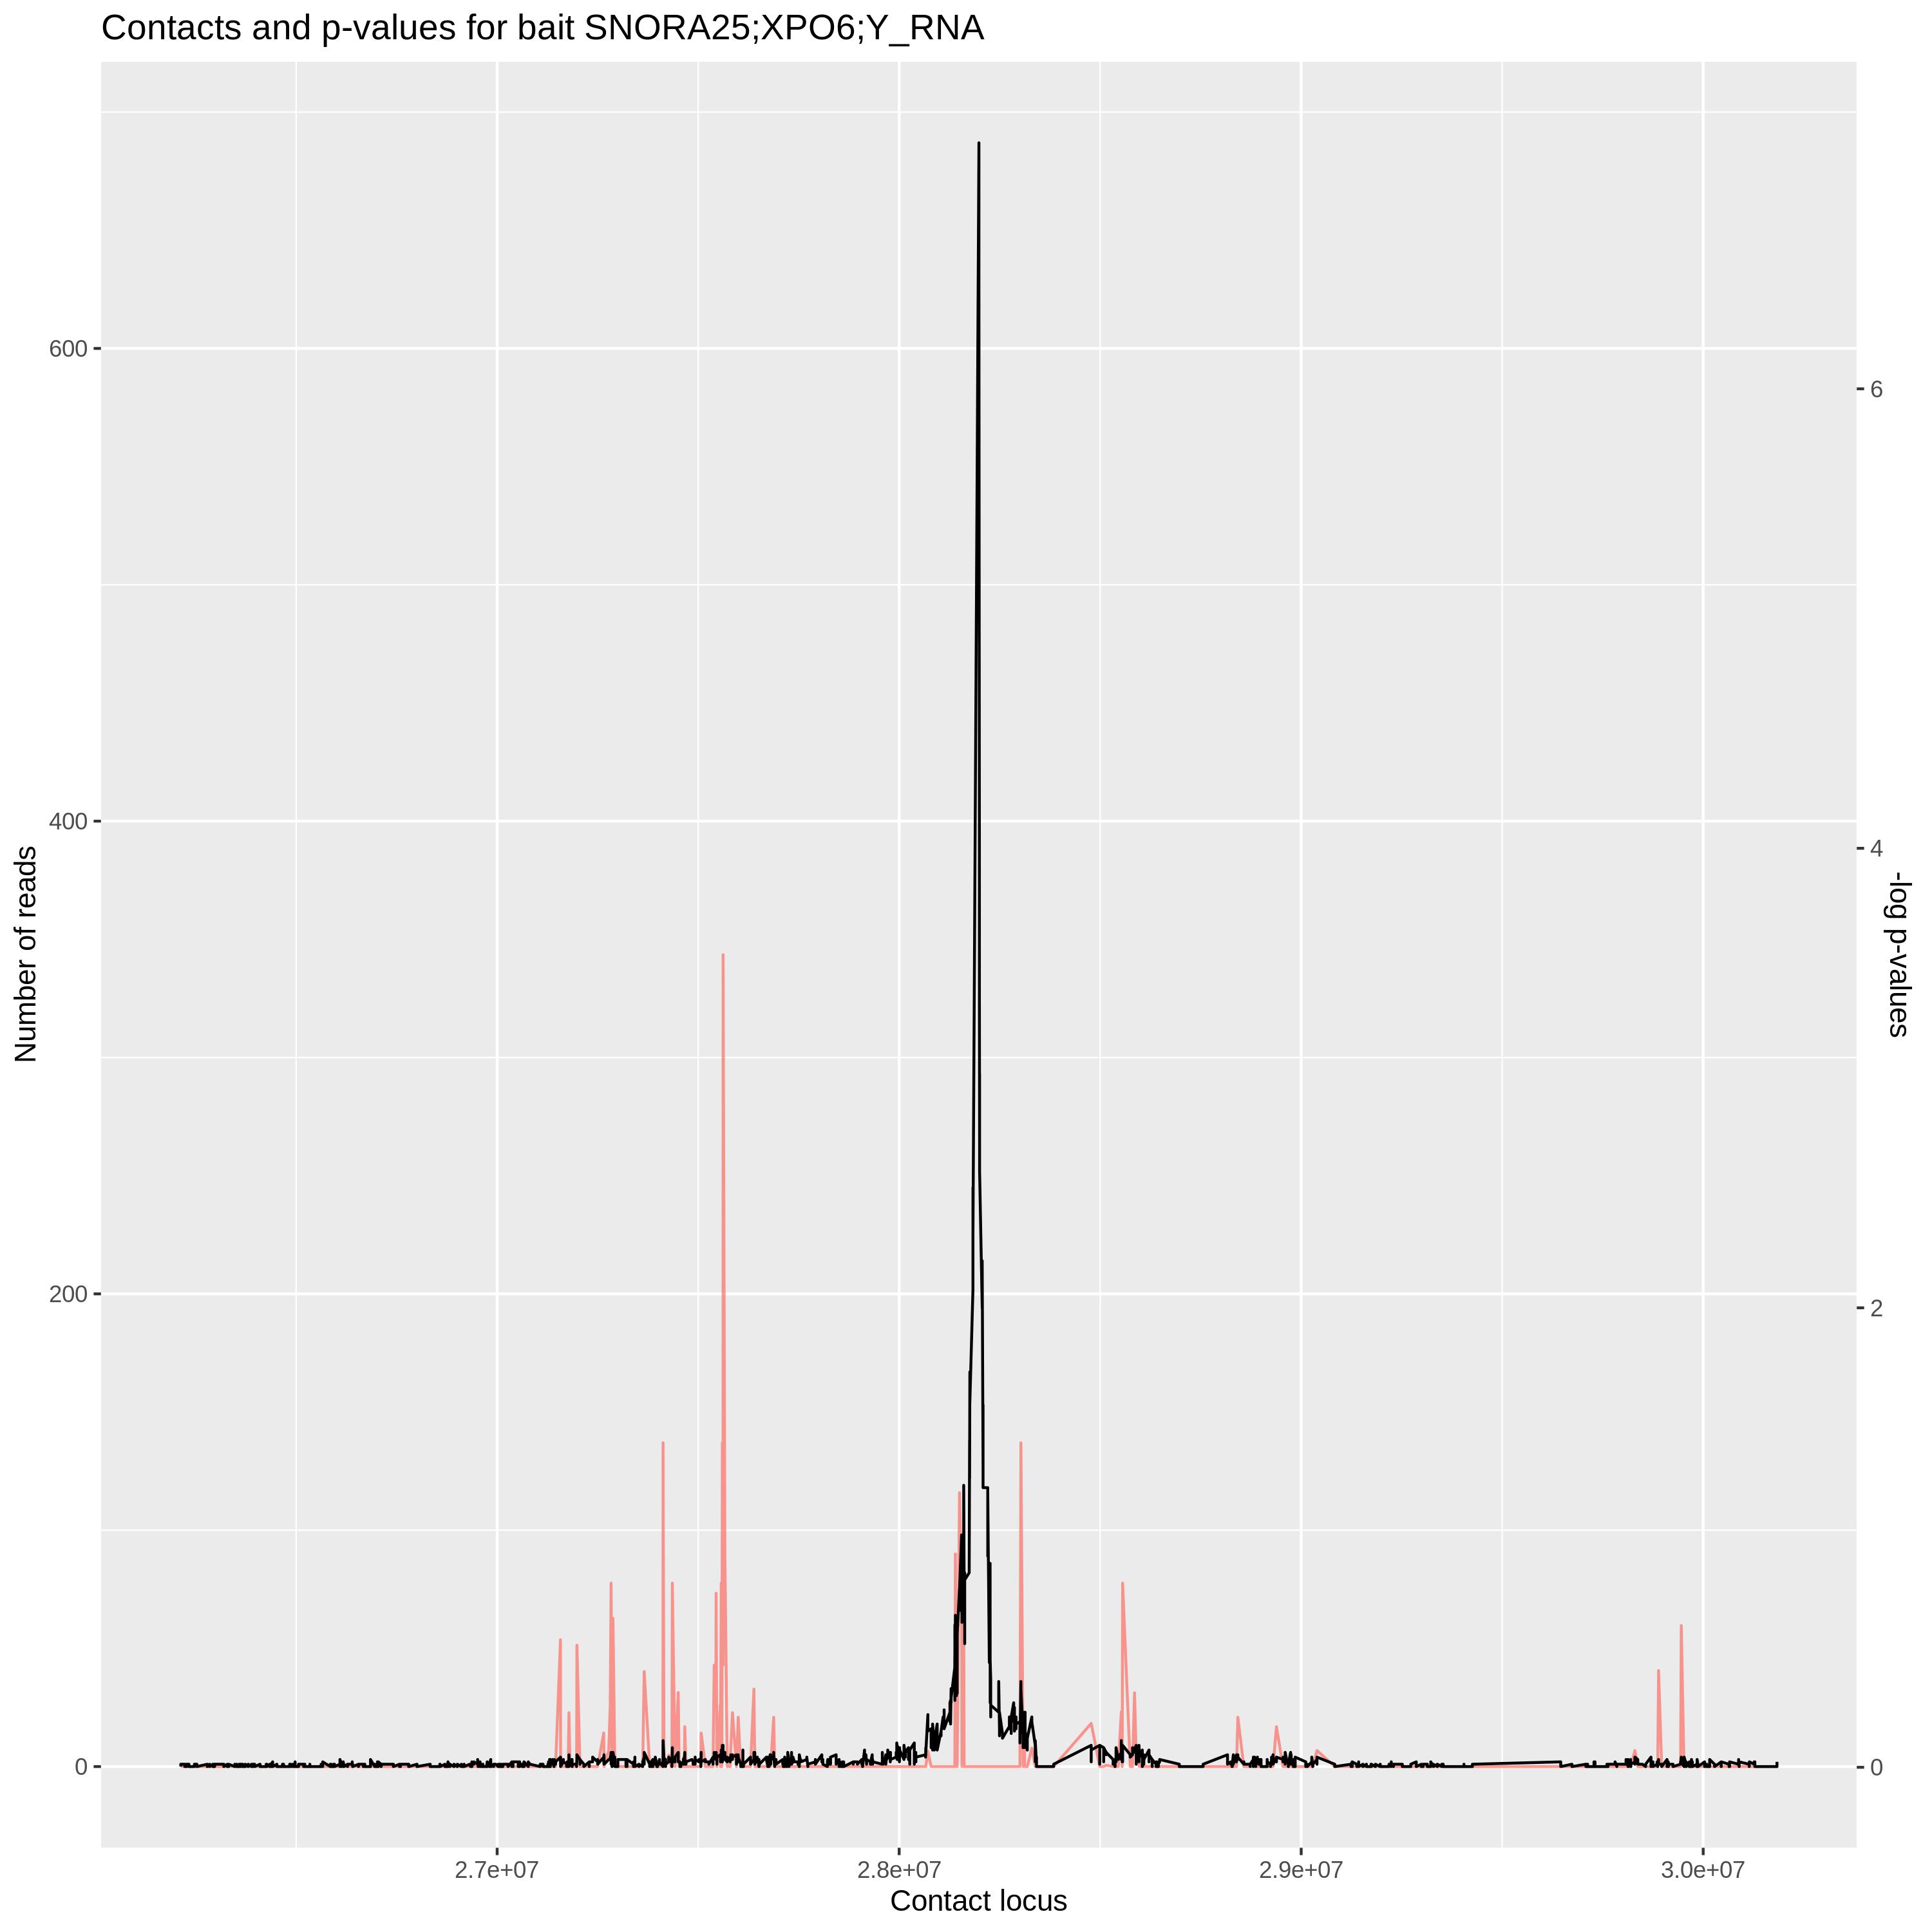 Contacts and p-values for bait SNORA25;XPO6;Y_RNA
600
400
200
0
Number of reads
6
4
2
0
-log p-values
2.7e+07
2.8e+07
2.9e+07
3.0e+07
Contact locus